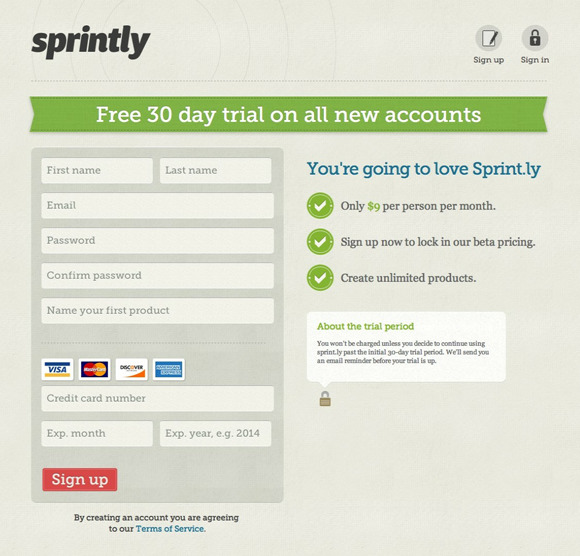 sprintly
Sign up
Sign in
Free 30 day trial on all new accounts
First name
Last name
Email
Password
Confirm password
Name your first product
VISA
MasterCard
DISCOVER
AMERICAN
EXPRESS
Credit card number
Exp. month
Exp. year, e.g. 2014
Sign up
By creating an account you are agreeing
to our Terms of Service.
You're going to love Sprint.ly
Only $9 per person per month.
Sign up now to lock in our beta pricing.
Create unlimited products.
About the trial period
You won't be charged unless you decide to continue using
sprint.ly past the initial 30-day trial period. We'll send you
an email reminder before your trial is up.